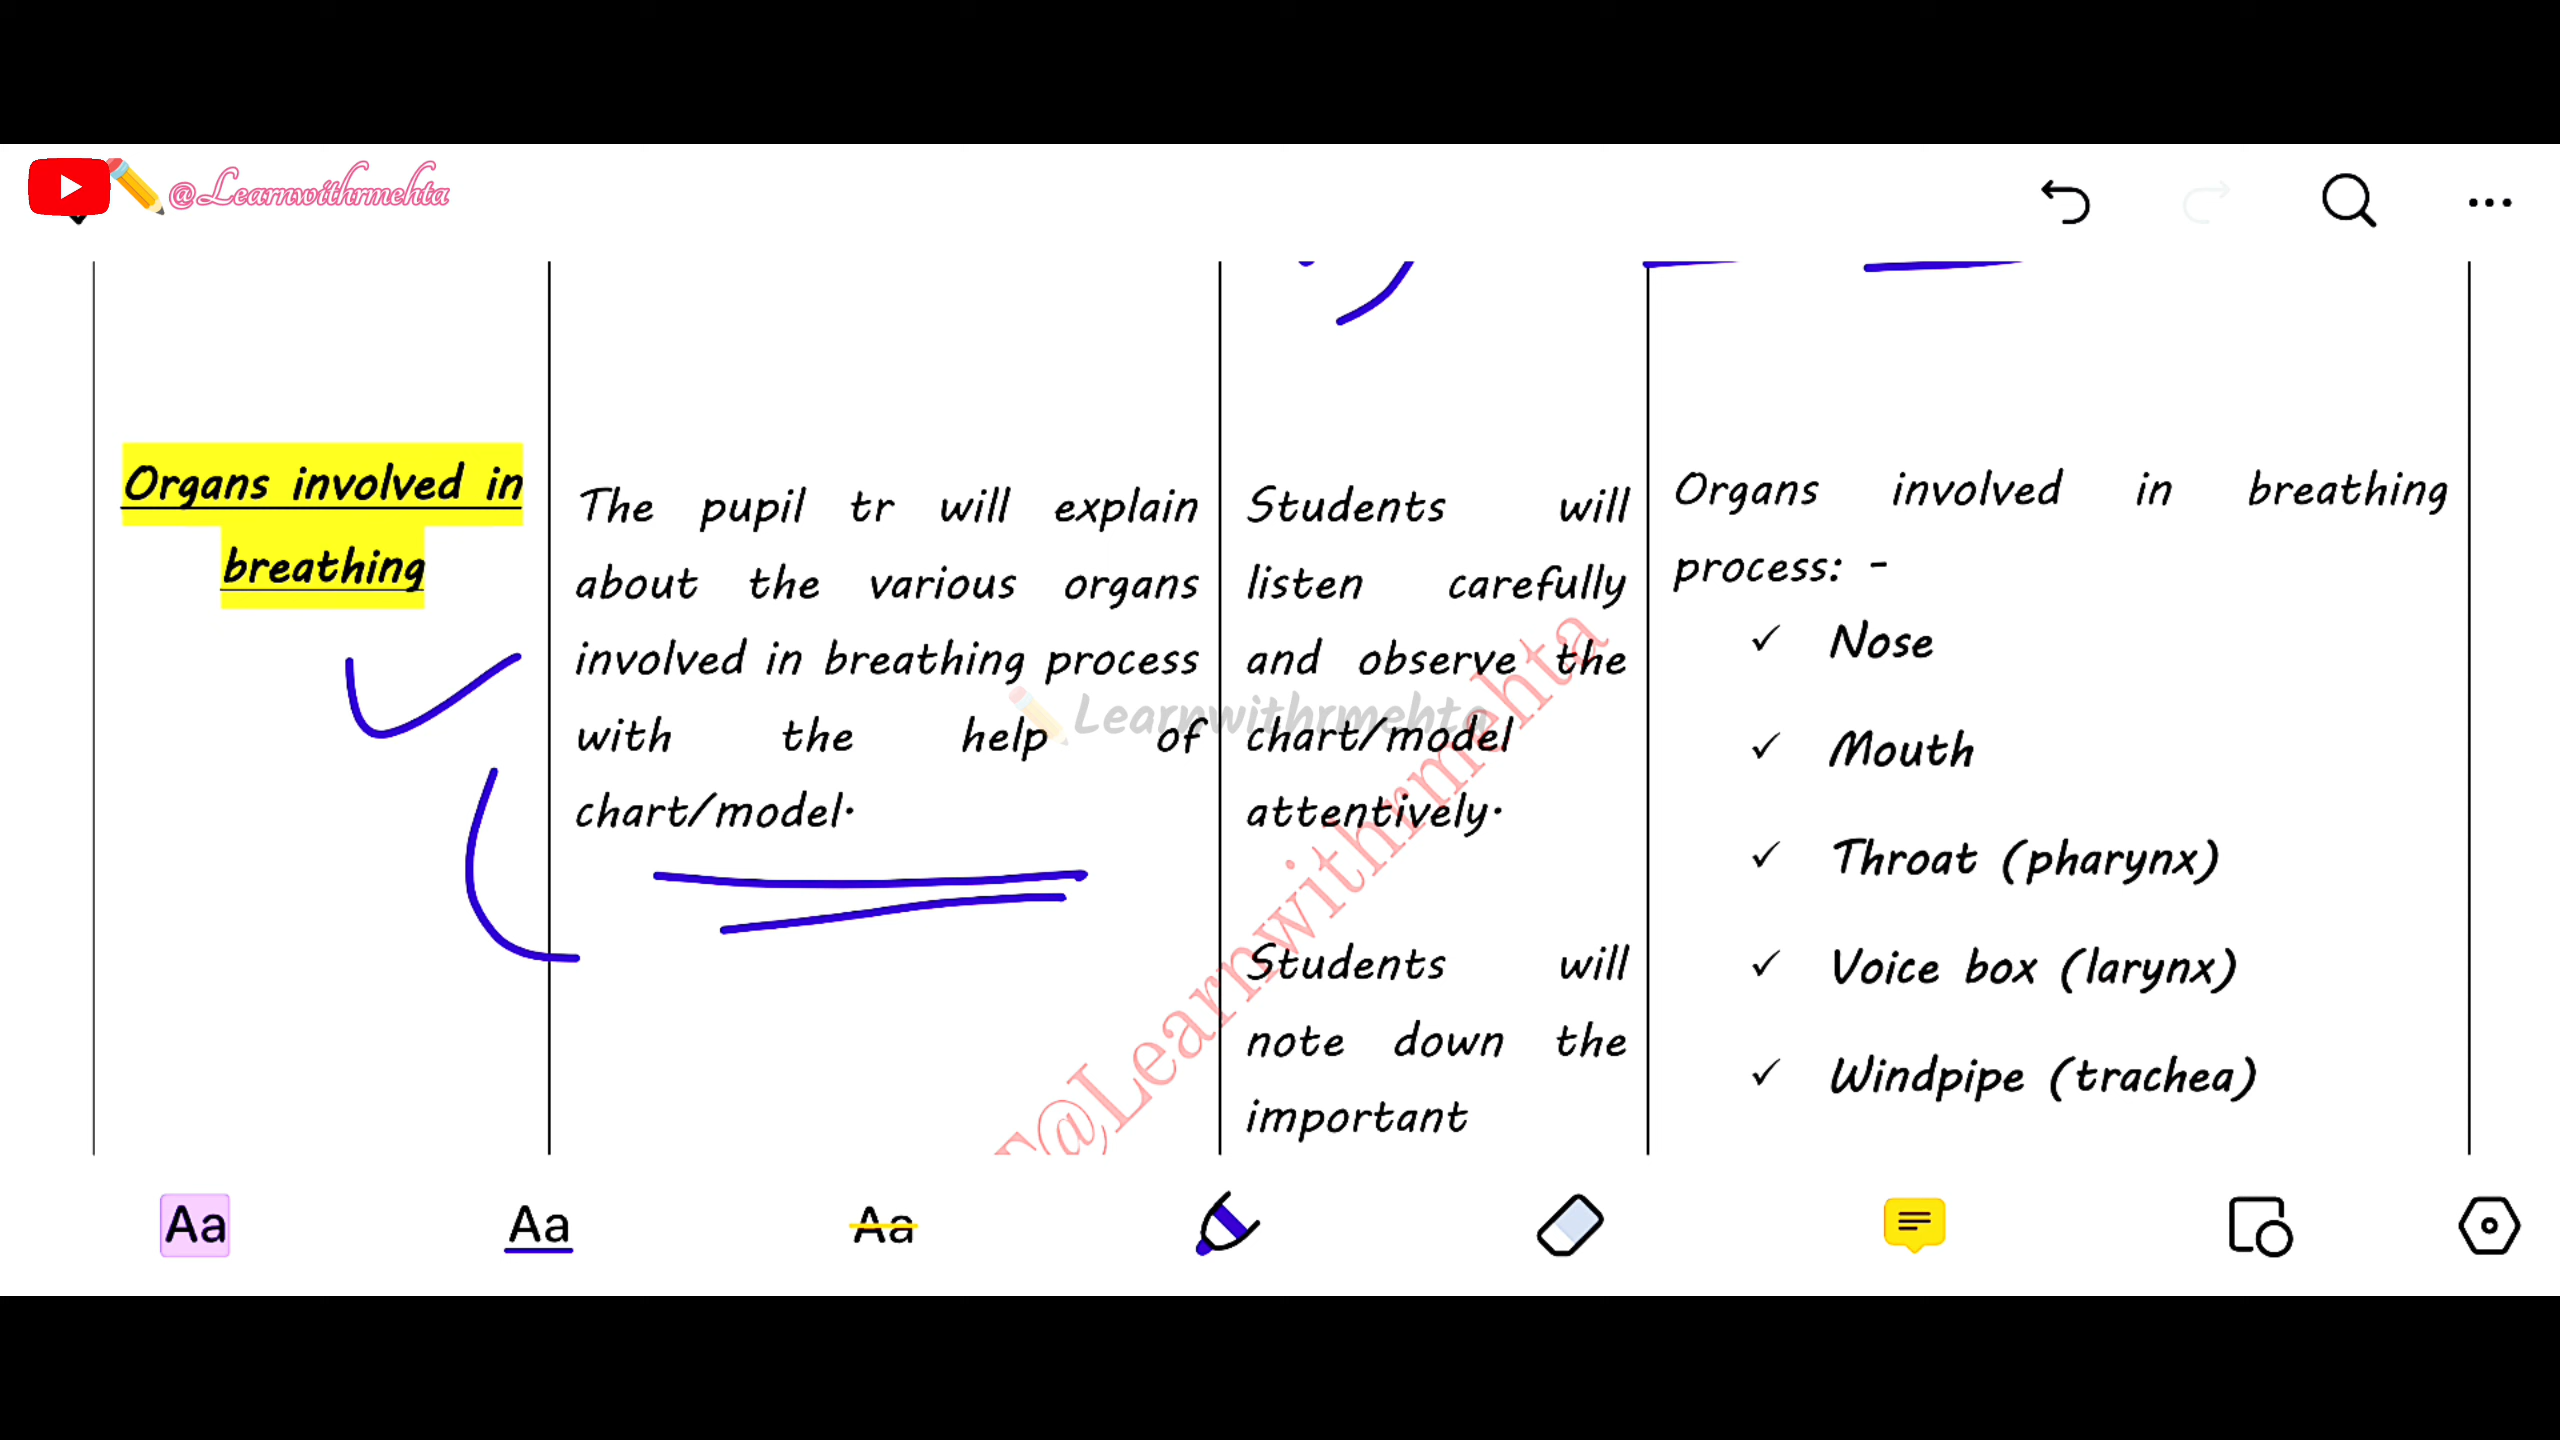 @Learnwithrmehta
Organs involved in
breathing
The pupil tr will explain
about the various organs
involved in breathing process
with the help of
chart/model.
Students will
listen carefully
and observe the
chart/model
attentively.
Students will
note down the
important
Organs involved in breathing
process: -
✓ Nose
✓ Mouth
✓ Throat (pharynx)
✓ Voice box (larynx)
✓ Windpipe (trachea)
Learnwithrmehta
@Learnwithrmehta
Aa
Aa
Aa